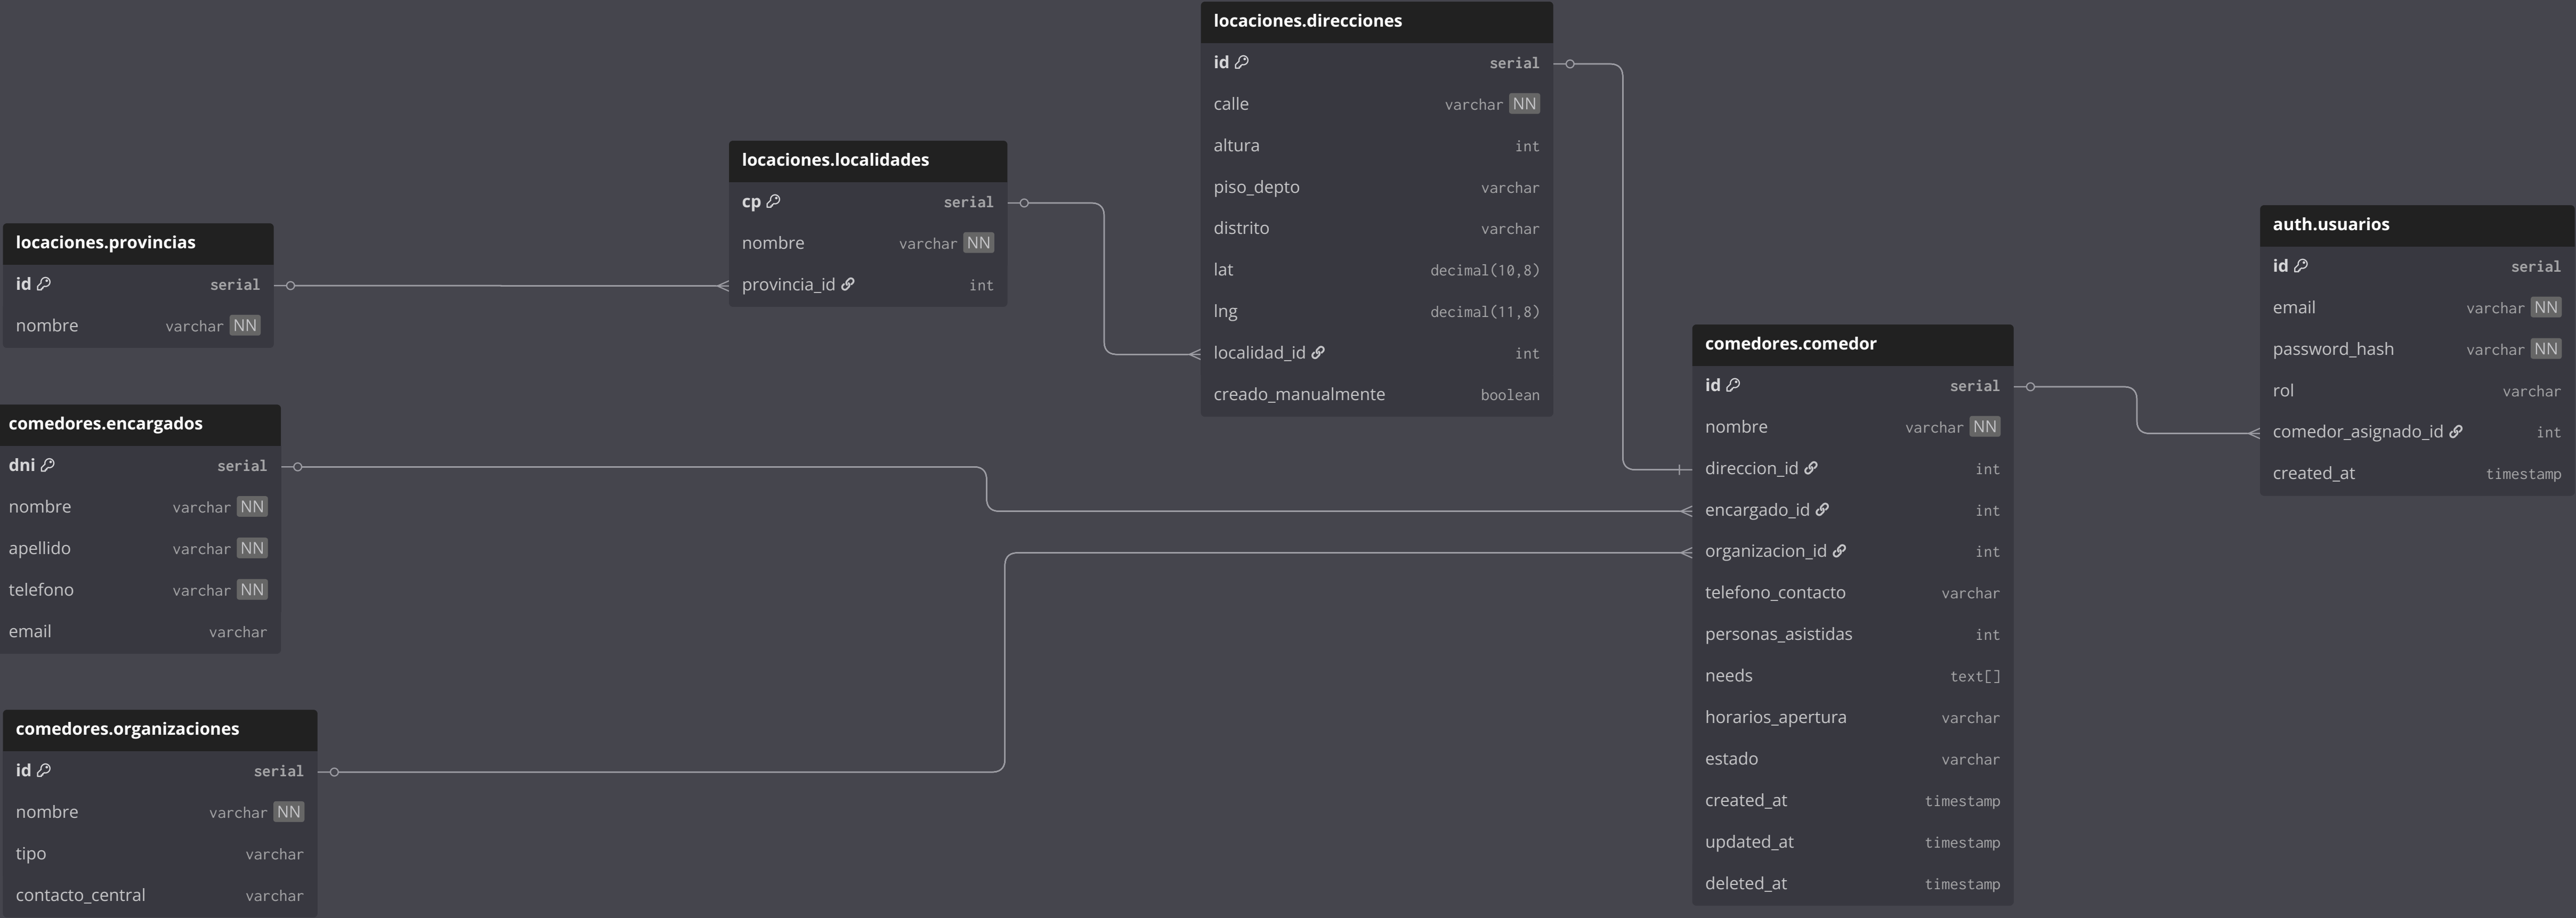 locaciones.provincias
id serial
nombre varchar NN
comedores.encargados
dni serial
nombre varchar NN
apellido varchar NN
telefono varchar NN
email varchar
comedores.organizaciones
id serial
nombre varchar NN
tipo varchar
contacto_central varchar
locaciones.localidades
cp serial
nombre varchar NN
provincia_id int
locaciones.direcciones
id serial
calle varchar NN
altura int
piso_depto varchar
distrito varchar
lat decimal(10,8)
lng decimal(11,8)
localidad_id int
creado_manualmente boolean
comedores.comedor
id serial
nombre varchar NN
direccion_id int
encargado_id int
organizacion_id int
telefono_contacto varchar
personas_asistidas int
needs text[]
horarios_apertura varchar
estado varchar
created_at timestamp
updated_at timestamp
deleted_at timestamp
auth.usuarios
id serial
email varchar NN
password_hash varchar NN
rol varchar
comedor_asignado_id int
created_at timestamp